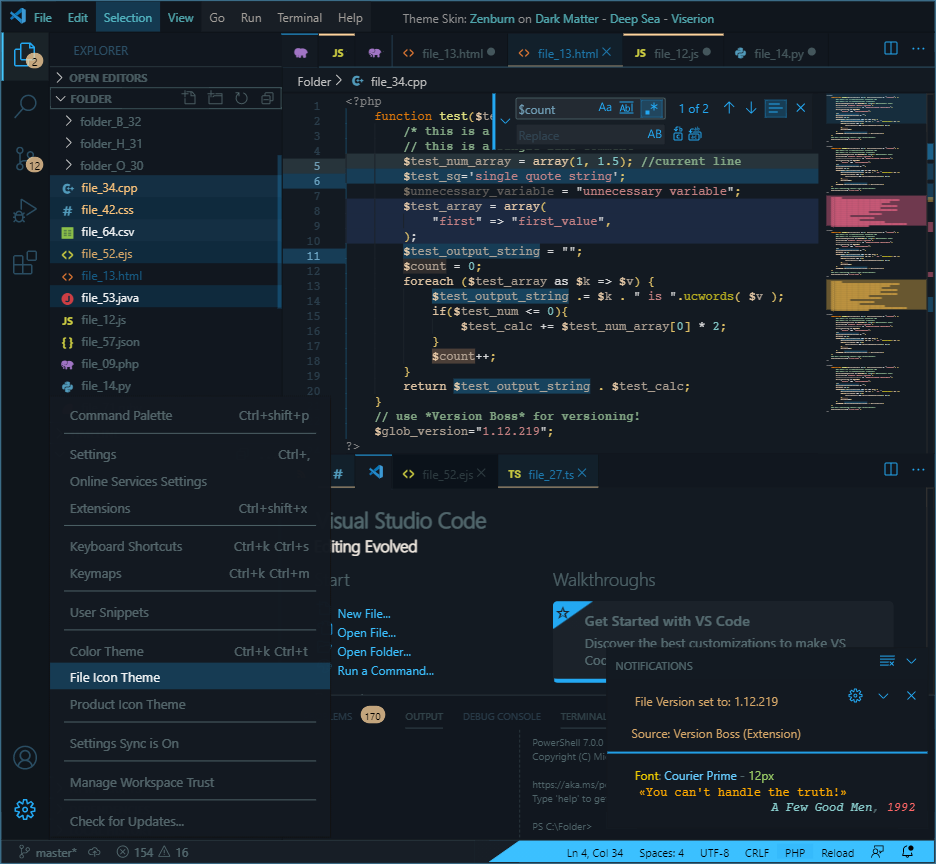 File Edit Selection View Go Run Terminal Help
Theme Skin: Zenburn on Dark Matter - Deep Sea - Viserion
2
EXPLORER
OPEN EDITORS
FOLDER
folder_B_32
folder_H_31
folder_O_30
file_34.cpp
file_42.css
file_64.csv
file_52.ejs
file_13.html
file_53.java
file_12.js
file_57.json
file_09.php
file_14.py
12
JS
file_13.html
file_13.html
JS file_12.js
file_14.py
Folder > file_34.cpp
$count
Aa Abl .*
1 of 2
Replace
AB
1 <?php
2 function test($te
3 /* this is a
4 // this is a
5 $test_num_array = array(1, 1.5); //current line
6 $test_sq='single quote string';
7 $unnecessary_variable = "unnecessary variable";
8 $test_array = array(
9 "first" => "first_value",
10 );
11 $test_output_string = "";
12 $count = 0;
13 foreach ($test_array as $k => $v) {
14 $test_output_string .= $k . " is ".ucwords( $v );
15 if($test_num <= 0){
16 $test_calc += $test_num_array[0] * 2;
17 }
18 $count++;
19 }
20 return $test_output_string . $test_calc;
}
// use *Version Boss* for versioning!
$glob_version="1.12.219";
?>
Command Palette Ctrl+shift+p
Settings Ctrl+,
Online Services Settings
Extensions Ctrl+shift+x
Keyboard Shortcuts Ctrl+k Ctrl+s
Keymaps Ctrl+k Ctrl+m
User Snippets
Color Theme Ctrl+k Ctrl+t
File Icon Theme
Product Icon Theme
Settings Sync is On
Manage Workspace Trust
Check for Updates...
#
file_52.ejs
TS file_27.ts
isual Studio Code
iting Evolved
art
New File...
Open File...
Open Folder...
Run a Command...
Walkthroughs
Get Started with VS Code
Discover the best customizations to make VS
Coc
LEMS 170 OUTPUT DEBUG CONSOLE TERMINAL
PowerShell 7.0.0
Copyright (C) Mi
https://aka.ms/po
Type 'help' to ge
PS C:\Folder>
NOTIFICATIONS
File Version set to: 1.12.219
Source: Version Boss (Extension)
Font: Courier Prime - 12px
«You can't handle the truth!»
A Few Good Men, 1992
master* 154 16
Ln 4, Col 34 Spaces: 4 UTF-8 CRLF PHP Reload